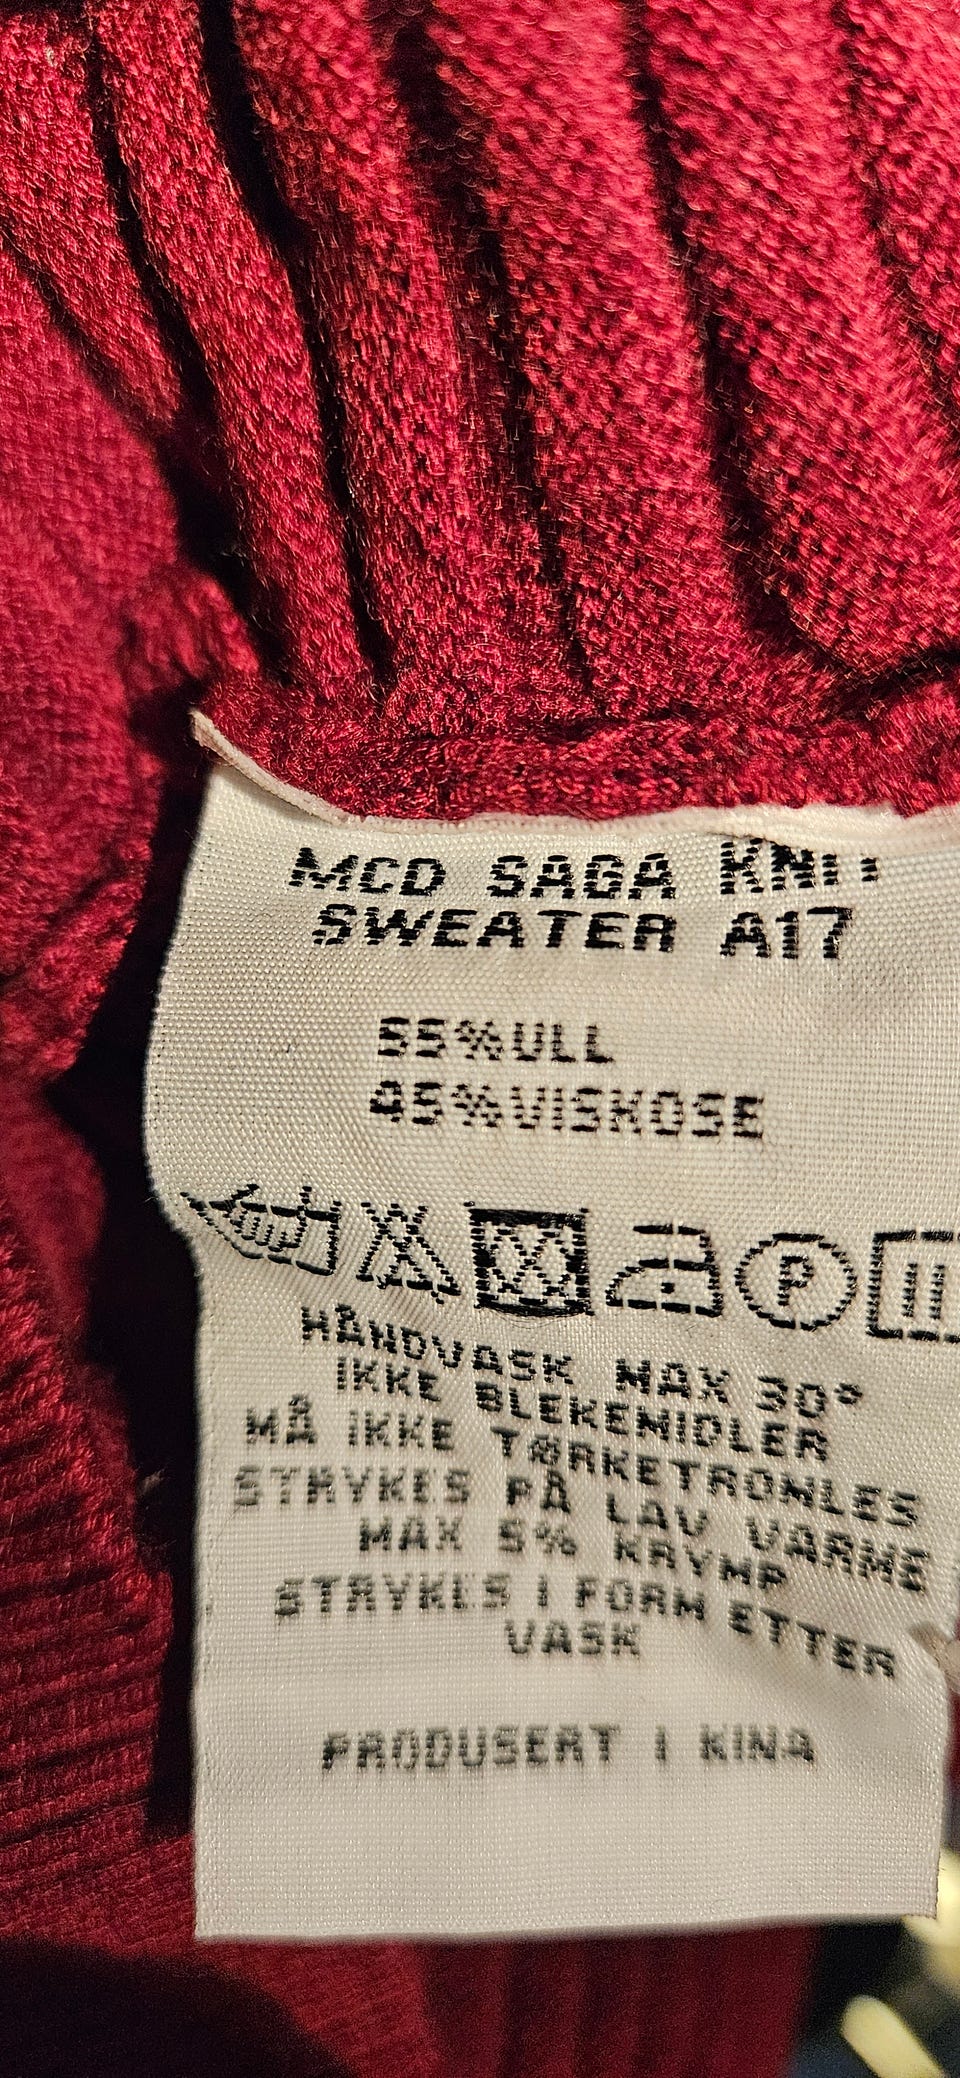 MCD SAGA KNIT
SWEATER A17
55%ULL
45%VISKOSE
P
HÅNDVASK MAX 30°
IKKE BLEKEMIDLER
MÅ IKKE TØRKETROMLES
STRYKES PÅ LAV VARME
MAX 5% KRYMP
STRYKES I FORM ETTER
VASK
PRODUSERT I KINA